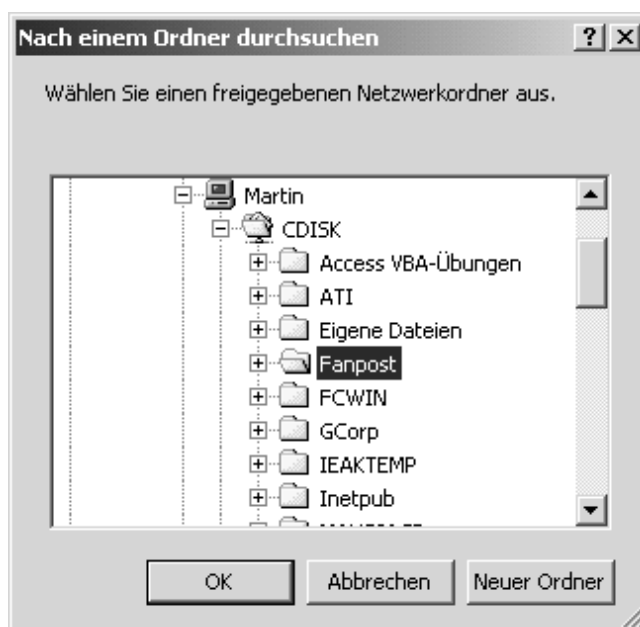 Nach einem Ordner durchsuchen
Wählen Sie einen freigegebenen Netzwerkordner aus.
Martin
CDISK
Access VBA-Übungen
ATI
Eigene Dateien
Fanpost
FCWIN
GCorp
IEAKTEMP
Inetpub
OK Abbrechen Neuer Ordner